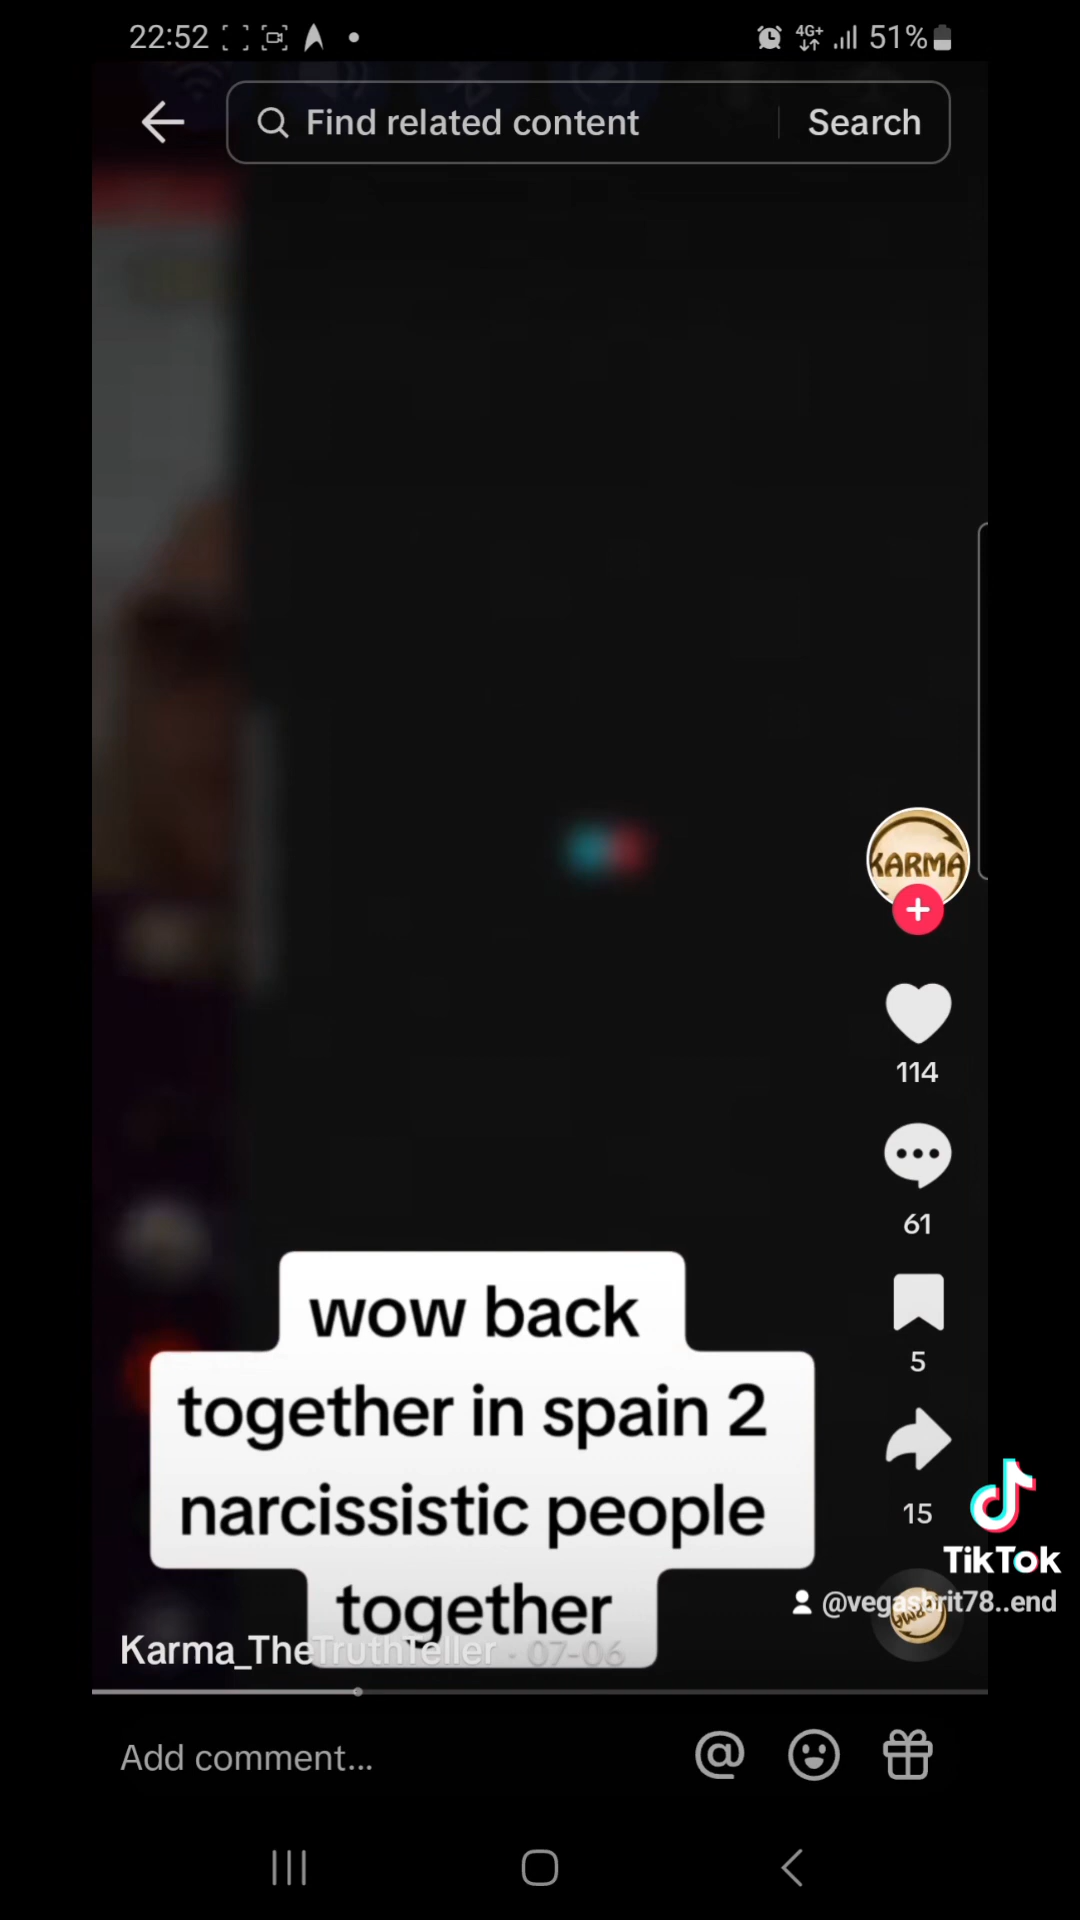 22:52
4G+ 51%
Find related content Search
KARMA
114
61
5
15
wow back
together in spain 2
narcissistic people
together
TikTok
@vegasbrit78..end
Karma_TheTruthTeller · 07-06
Add comment...